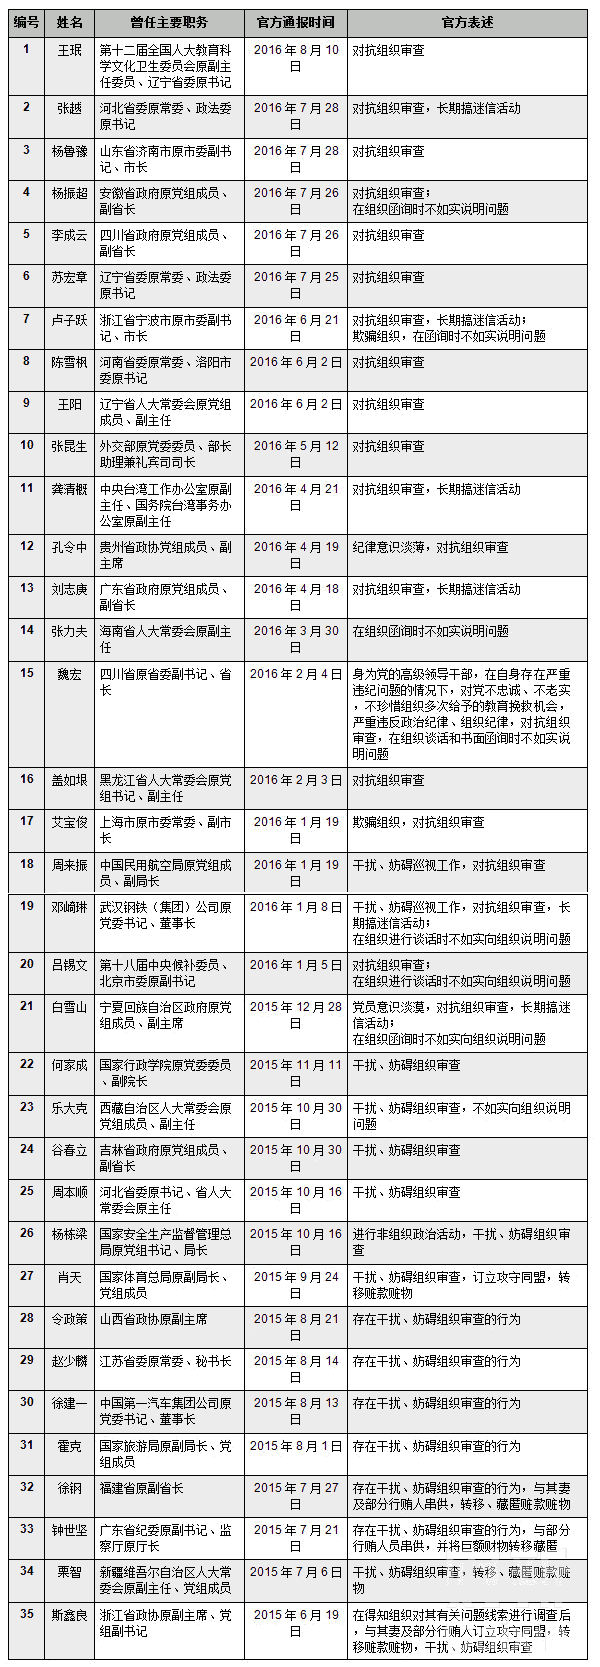 编号 姓名 曾任主要职务 官方通报时间 官方表述
1 王珉 第十二届全国人大教育科 2016 年 8 月 10 对抗组织审查
学文化卫生委员会原副主 日
任委员、辽宁省委原书记
2 张越 河北省委原常委、政法委 2016 年 7 月 28 对抗组织审查，长期搞迷信活动
原书记 日
3 杨鲁豫 山东省济南市原市委副书 2016 年 7 月 28 对抗组织审查
记、市长 日
4 杨振超 安徽省政府原党组成员、 2016 年 7 月 26 对抗组织审查；
副省长 日 在组织函询时不如实说明问题
5 李成云 四川省政府原党组成员、 2016 年 7 月 26 对抗组织审查
副省长 日
6 苏宏章 辽宁省委原常委、政法委 2016 年 7 月 25 对抗组织审查
原书记 日
7 卢子跃 浙江省宁波市原市委副书 2016 年 6 月 21 对抗组织审查，长期搞迷信活动；
记、市长 日 欺骗组织，在函询时不如实说明问题
8 陈雪枫 河南省委原常委、洛阳市 2016 年 6 月 2 日 对抗组织审查
委原书记
9 王阳 辽宁省人大常委会原党组 2016 年 6 月 2 日 对抗组织审查
成员、副主任
10 张昆生 外交部原党委委员、部长 2016 年 5 月 12 对抗组织审查
助理兼礼宾司司长 日
11 龚清概 中央台湾工作办公室原副 2016 年 4 月 21 对抗组织审查，长期搞迷信活动
主任、国务院台湾事务办 日
公室原副主任
12 孔令中 贵州省政协党组成员、副 2016 年 4 月 19 纪律意识淡薄，对抗组织审查
主席 日
13 刘志庚 广东省政府原党组成员、 2016 年 4 月 18 对抗组织审查，长期搞迷信活动
副省长 日
14 张力夫 海南省人大常委会原副主 2016 年 3 月 30 在组织函询时不如实说明问题
任 日
15 魏宏 四川省原省委副书记、省 2016 年 2 月 4 日 身为党的高级领导干部，在自身存在严重
长 违纪问题的情况下，对党不忠诚、不老实
，不珍惜组织多次给予的教育挽救机会，
严重违反政治纪律、组织纪律，对抗组织
审查，在组织谈话和书面函询时不如实说
明问题
16 盖如垠 黑龙江省人大常委会原党 2016 年 2 月 3 日 对抗组织审查
组书记、副主任
17 艾宝俊 上海市原市委常委、副市 2016 年 1 月 19 欺骗组织，对抗组织审查
长 日
18 周来振 中国民用航空局原党组成 2016 年 1 月 19 干扰、妨碍巡视工作，对抗组织审查
员、副局长 日
19 邓崎琳 武汉钢铁（集团）公司原 2016 年 1 月 8 日 干扰、妨碍巡视工作，对抗组织审查，长
党委书记、董事长 期搞迷信活动；
在组织进行谈话时不如实向组织说明问题
20 吕锡文 第十八届中央候补委员、 2016 年 1 月 5 日 对抗组织审查；
北京市委原副书记 在组织进行谈话时不如实向组织说明问题
21 白雪山 宁夏回族自治区政府原党 2015 年 12 月 28 党员意识淡漠，对抗组织审查，长期搞迷
组成员、副主席 日 信活动；
在组织函询时不如实向组织说明问题
22 何家成 国家行政学院原党委委员 2015 年 11 月 11 干扰、妨碍组织审查
、副院长 日
23 乐大克 西藏自治区人大常委会原 2015 年 10 月 30 干扰、妨碍组织审查，不如实向组织说明
党组成员、副主任 日 问题
24 谷春立 吉林省政府原党组成员、 2015 年 10 月 30 干扰、妨碍组织审查
副省长 日
25 周本顺 河北省委原书记、省人大 2015 年 10 月 16 干扰、妨碍组织审查
常委会原主任 日
26 杨栋梁 国家安全生产监督管理总 2015 年 10 月 16 进行非组织政治活动，干扰、妨碍组织审
局原党组书记、局长 日 查
27 肖天 国家体育总局原副局长、 2015 年 9 月 24 干扰、妨碍组织审查，订立攻守同盟，转
党组成员 日 移赃款赃物
28 令政策 山西省政协原副主席 2015 年 8 月 21 存在干扰、妨碍组织审查的行为
日
29 赵少麟 江苏省委原常委、秘书长 2015 年 8 月 14 存在干扰、妨碍组织审查的行为
日
30 徐建一 中国第一汽车集团公司原 2015 年 8 月 13 存在干扰、妨碍组织审查的行为
党委书记、董事长 日
31 霍克 国家旅游局原副局长、党 2015 年 8 月 1 日 存在干扰、妨碍组织审查的行为
组成员
32 徐钢 福建省原副省长 2015 年 7 月 27 存在干扰、妨碍组织审查的行为，与其妻
日 及部分行贿人串供，转移、藏匿赃款赃物
33 钟世坚 广东省纪委原副书记、监 2015 年 7 月 21 存在干扰、妨碍组织审查的行为，与部分
察厅原厅长 日 行贿人员串供，并将巨额财物转移藏匿
34 栗智 新疆维吾尔自治区人大常 2015 年 7 月 6 日 干扰、妨碍组织审查，转移、藏匿赃款赃
委会原副主任、党组成员 物
35 斯鑫良 浙江省政协原副主席、党 2015 年 6 月 19 在得知组织对其有关问题线索进行调查后
组副书记 日 ，与其妻及部分行贿人订立攻守同盟，转
移赃款赃物，干扰、妨碍组织审查